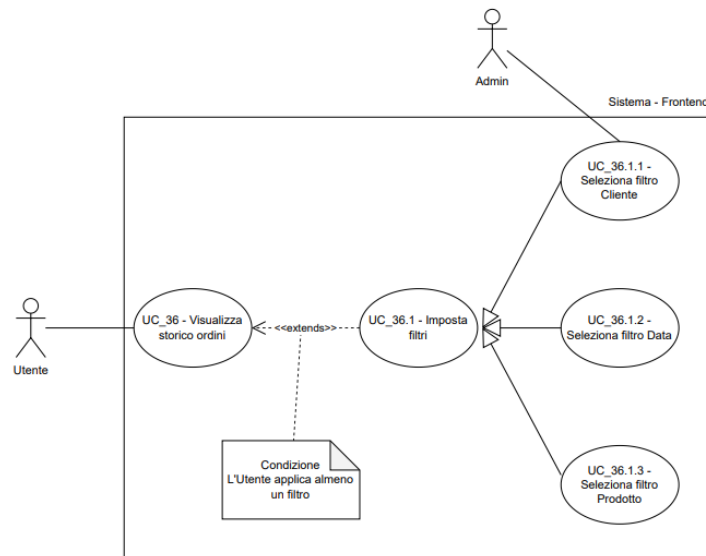 Admin
Sistema - Frontend
UC_36.1.1 -
Seleziona filtro
Cliente
UC_36 - Visualizza
storico ordini
<<extends>>
UC_36.1 - Imposta
filtri
UC_36.1.2 -
Seleziona filtro Data
Utente
Condizione
L'Utente applica almeno
un filtro
UC_36.1.3 -
Seleziona filtro
Prodotto